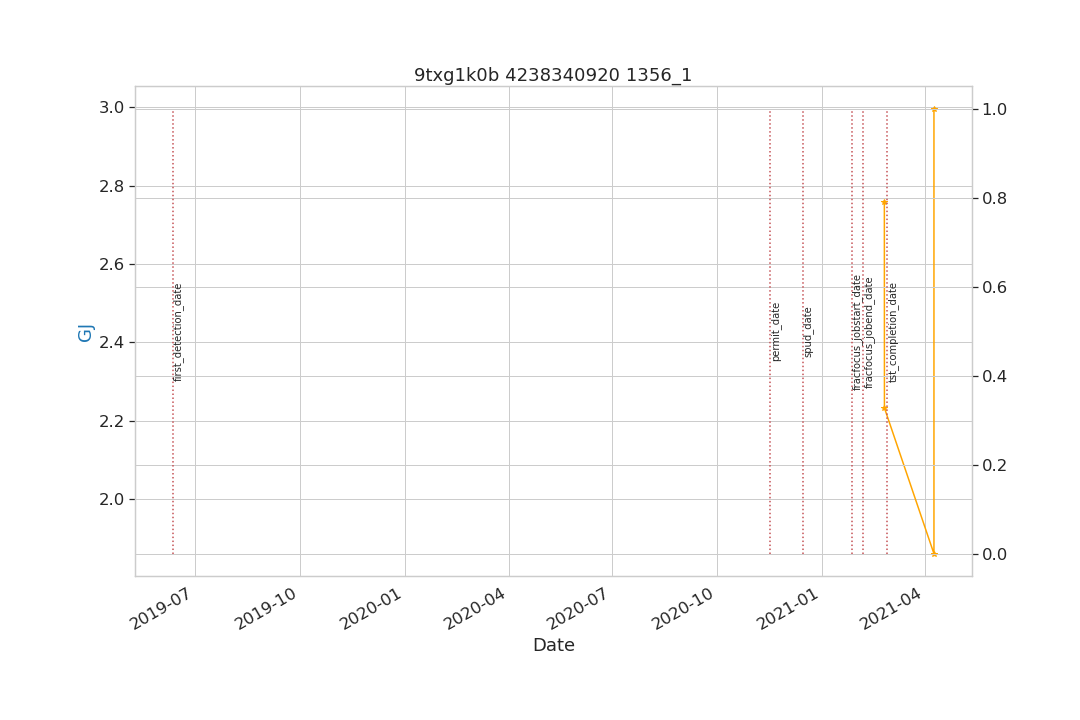 9txg1k0b 4238340920 1356_1
GJ
3.0
2.8
2.6
2.4
2.2
2.0
1.0
0.8
0.6
0.4
0.2
0.0
first_detection_date
permit_date
spud_date
fracfocus_jobstart_date
fracfocus_jobend_date
tst_completion_date
2019-07
2019-10
2020-01
2020-04
2020-07
2020-10
2021-01
2021-04
Date